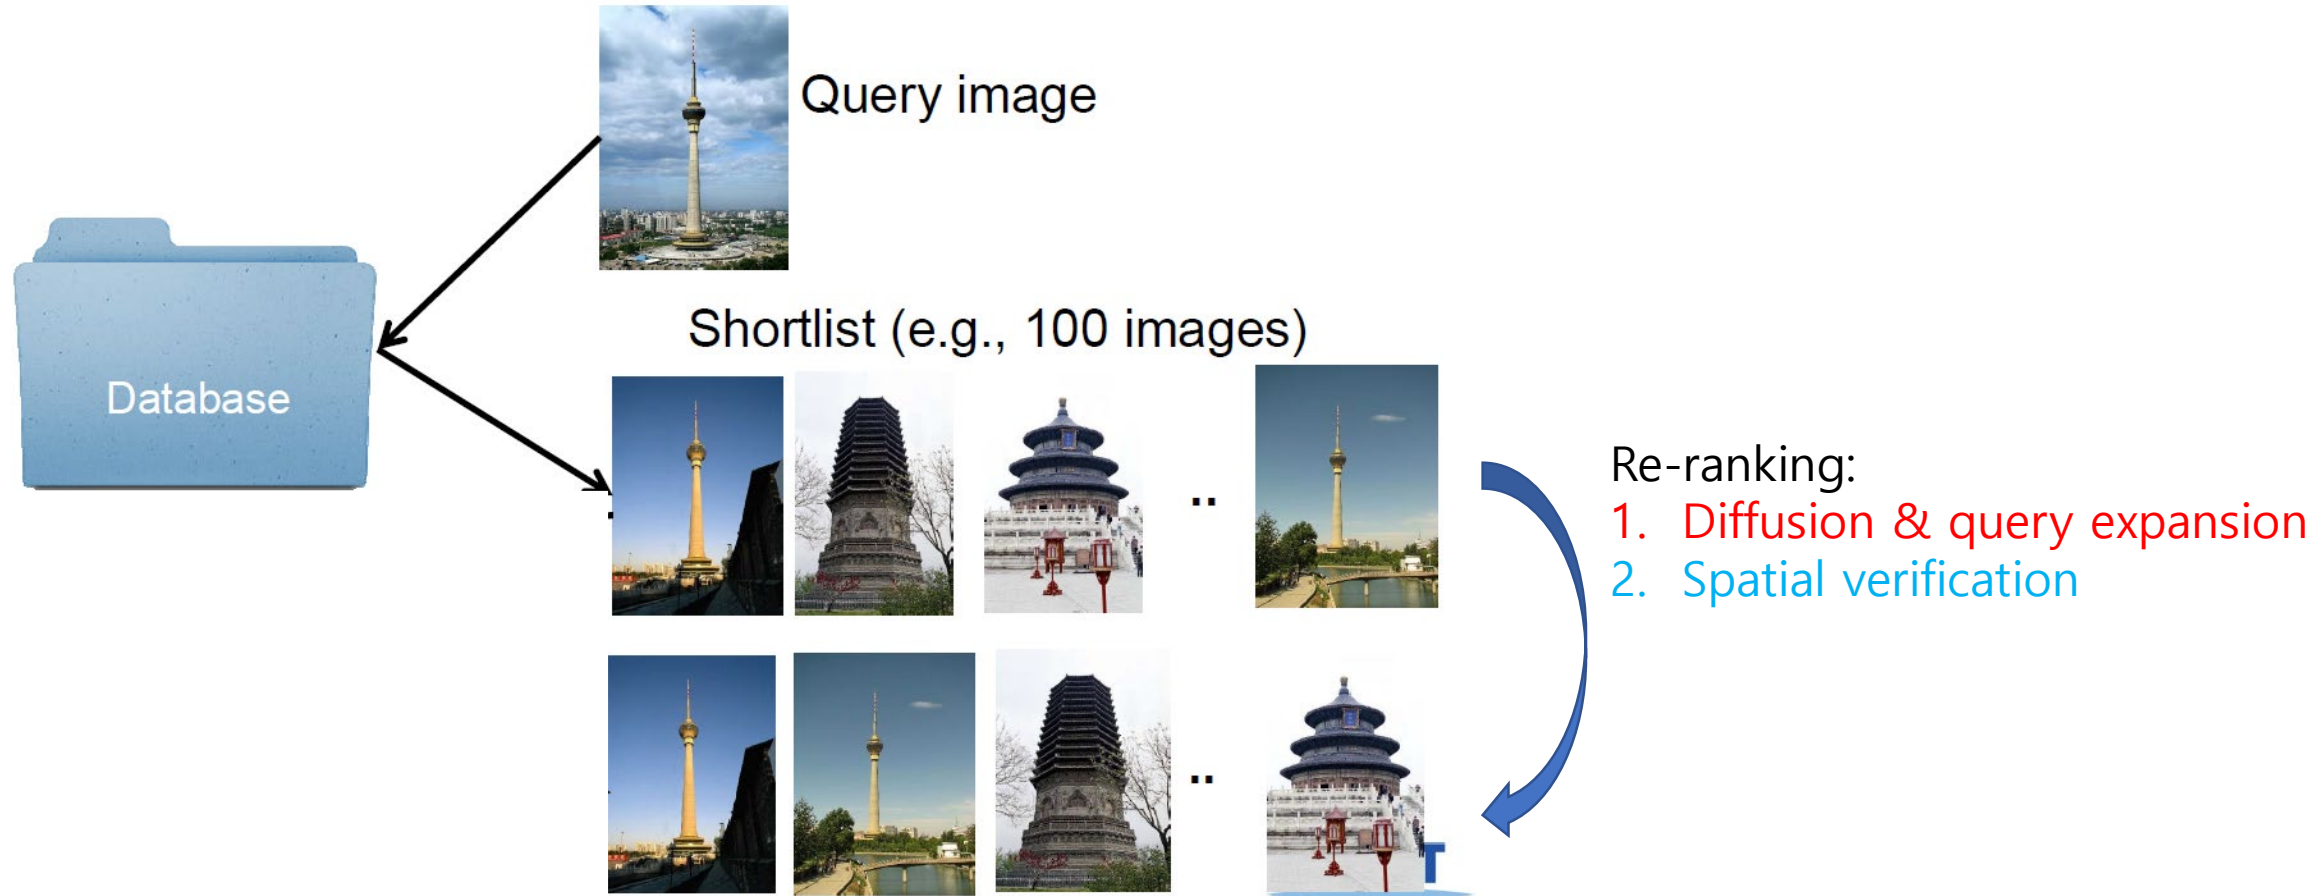 Query image
Database
Shortlist (e.g., 100 images)
..
Re-ranking:
1. Diffusion & query expansion
2. Spatial verification
..
T